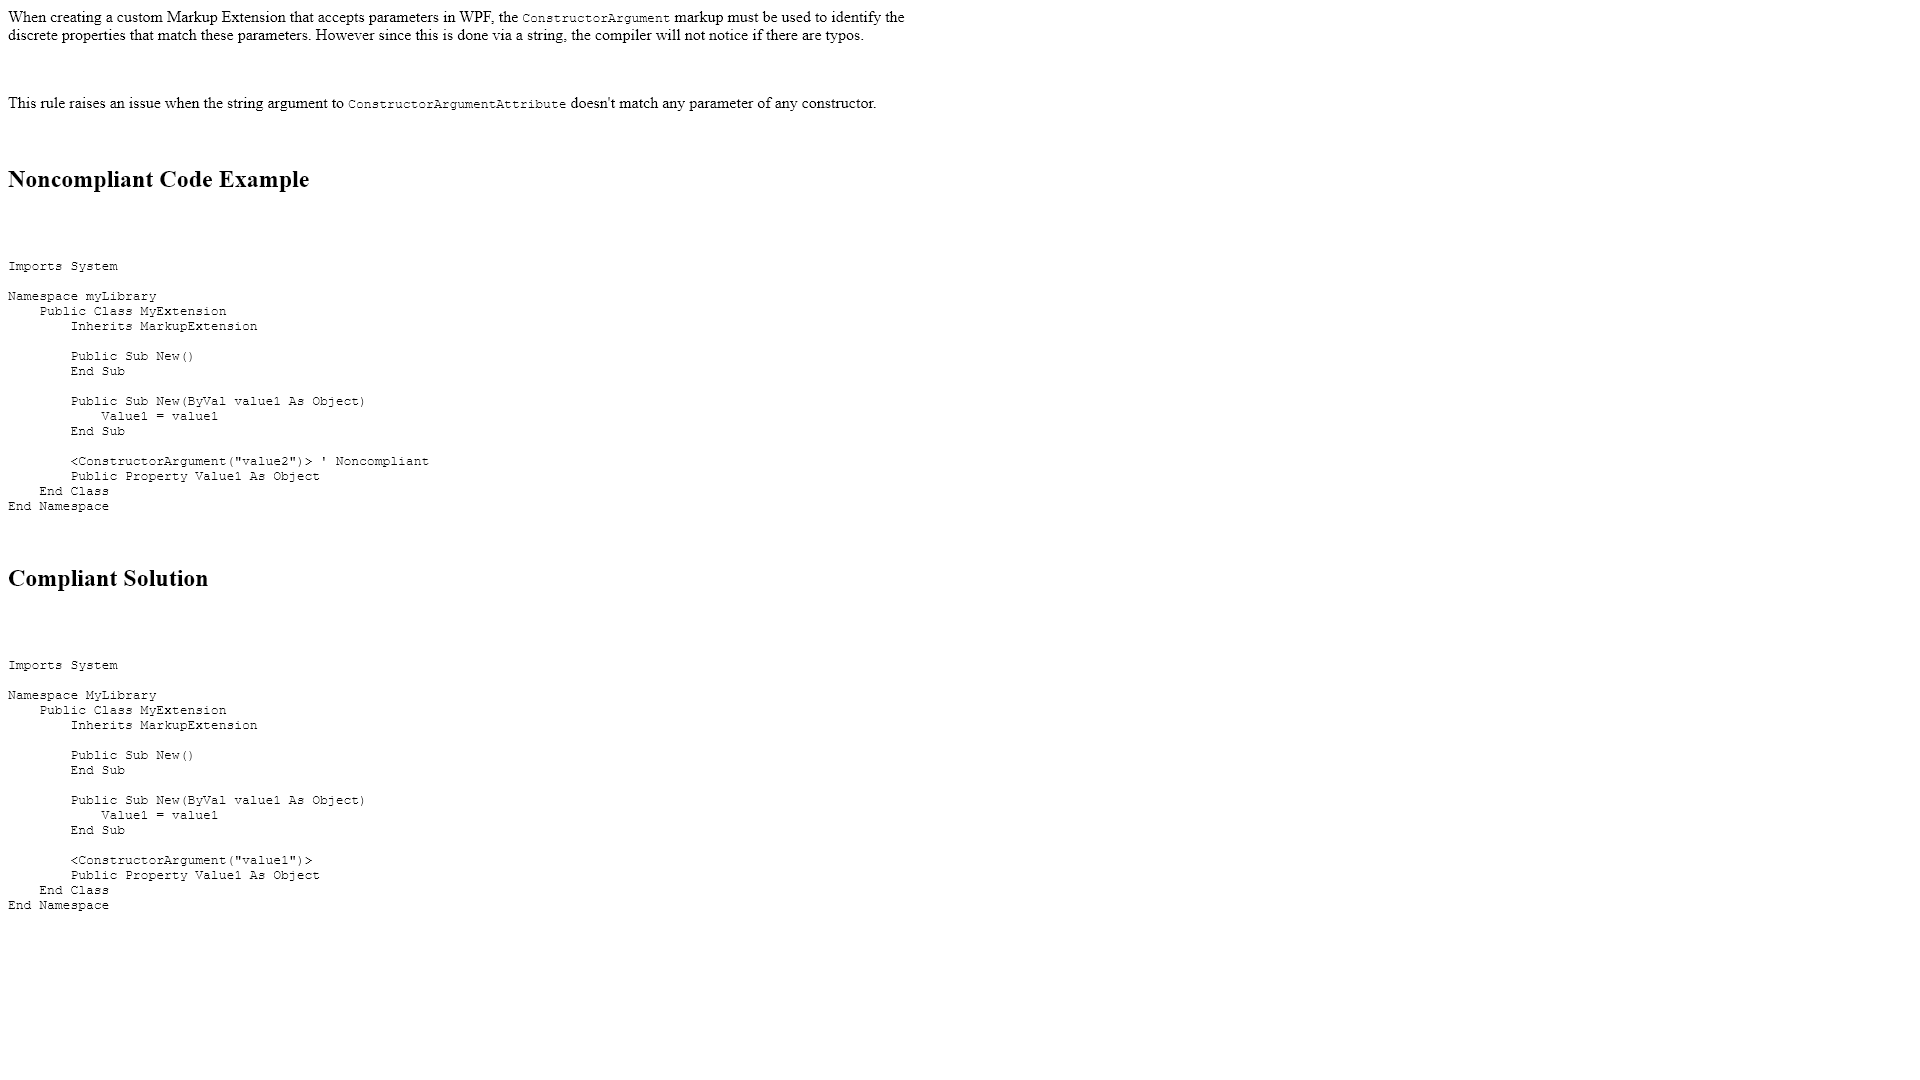 When creating a custom Markup Extension that accepts parameters in WPF, the ConstructorArgument markup must be used to identify the
discrete properties that match these parameters. However since this is done via a string, the compiler will not notice if there are typos.
This rule raises an issue when the string argument to ConstructorArgumentAttribute doesn't match any parameter of any constructor.
Noncompliant Code Example
Imports System
Namespace myLibrary
    Public Class MyExtension
        Inherits MarkupExtension
        Public Sub New()
        End Sub
        Public Sub New(ByVal value1 As Object)
            Value1 = value1
        End Sub
        <ConstructorArgument("value2")> ' Noncompliant
        Public Property Value1 As Object
    End Class
End Namespace
Compliant Solution
Imports System
Namespace MyLibrary
    Public Class MyExtension
        Inherits MarkupExtension
        Public Sub New()
        End Sub
        Public Sub New(ByVal value1 As Object)
            Value1 = value1
        End Sub
        <ConstructorArgument("value1")>
        Public Property Value1 As Object
    End Class
End Namespace